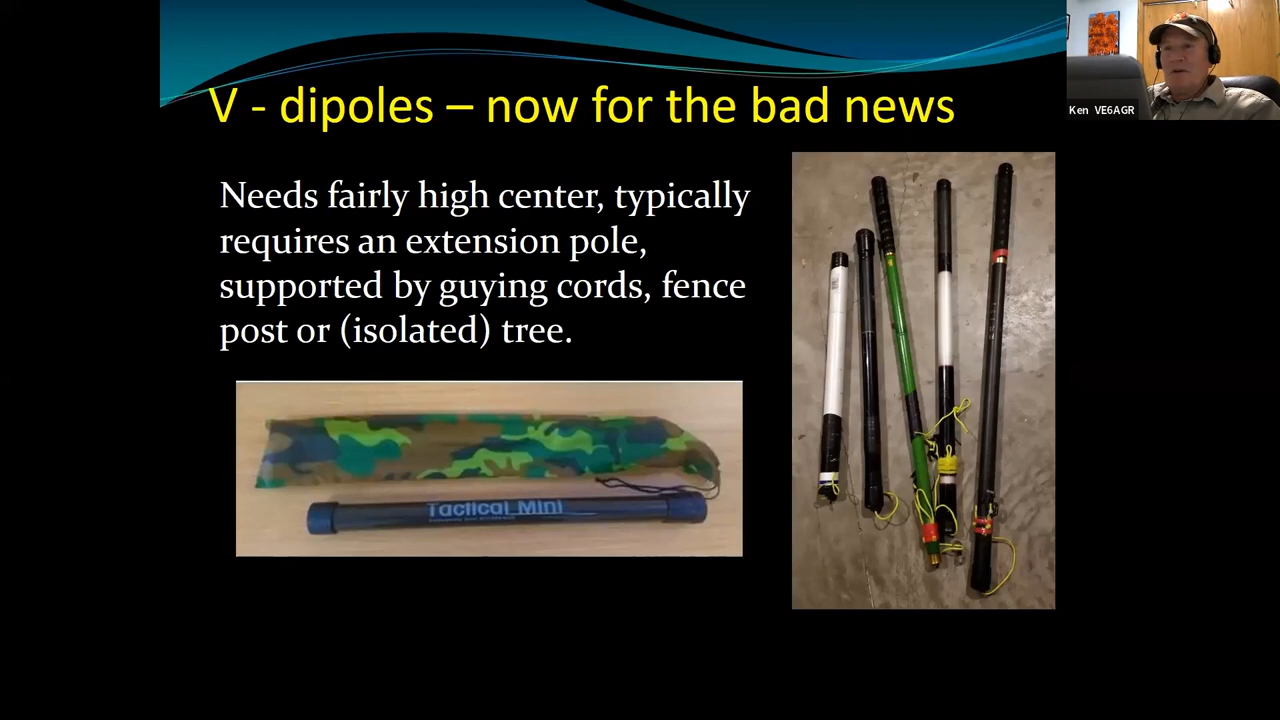 V - dipoles – now for the bad news
Ken VE6AGR
Needs fairly high center, typically
requires an extension pole,
supported by guying cords, fence
post or (isolated) tree.
Tactical Mini